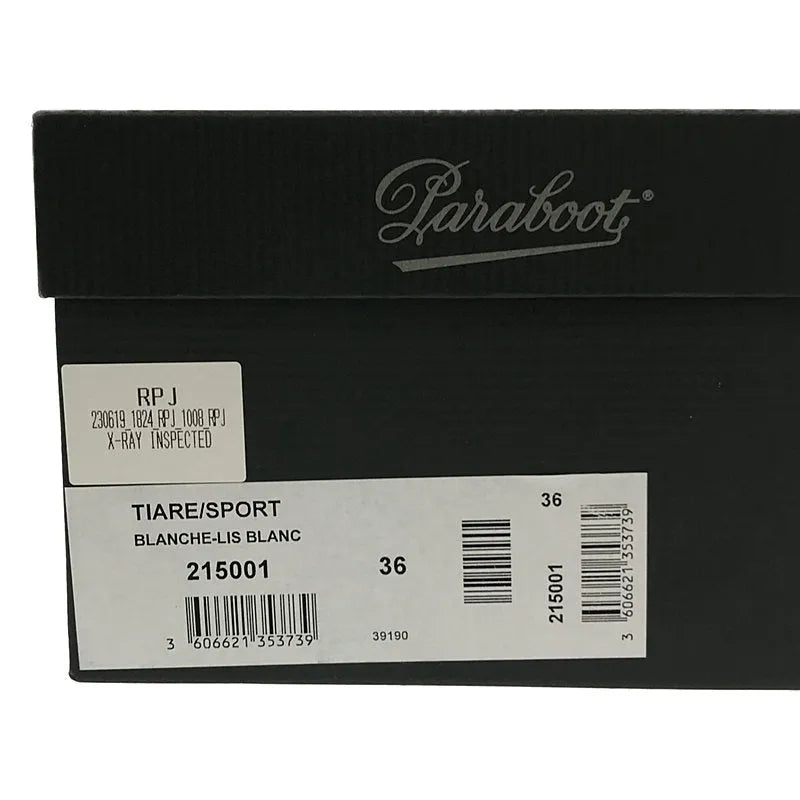 Paraboot®
RPJ
230619_1824_RPJ_1008_RPJ
X-RAY INSPECTED
TIARE/SPORT
BLANCHE-LIS BLANC
215001 36
3 606621 353739
39190
36
215001
3 606621 353739